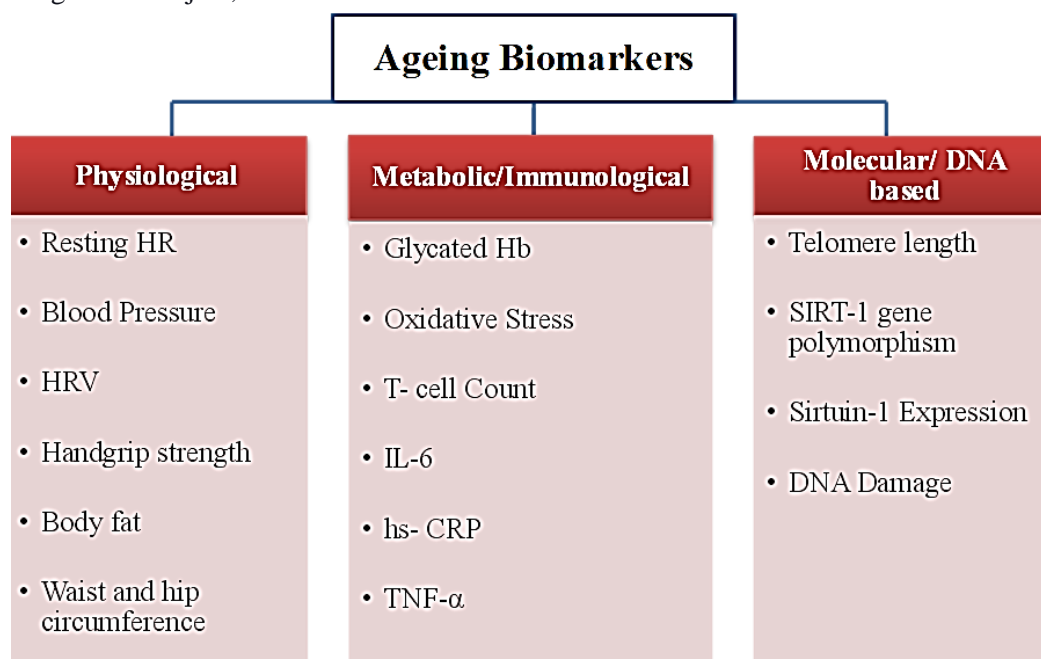 Ageing Biomarkers
Physiological
• Resting HR
• Blood Pressure
• HRV
• Handgrip strength
• Body fat
• Waist and hip
circumference
Metabolic/Immunological
• Glycated Hb
• Oxidative Stress
• T- cell Count
• IL-6
• hs- CRP
• TNF-α
Molecular/ DNA
based
• Telomere length
• SIRT-1 gene
polymorphism
• Sirtuin-1 Expression
• DNA Damage